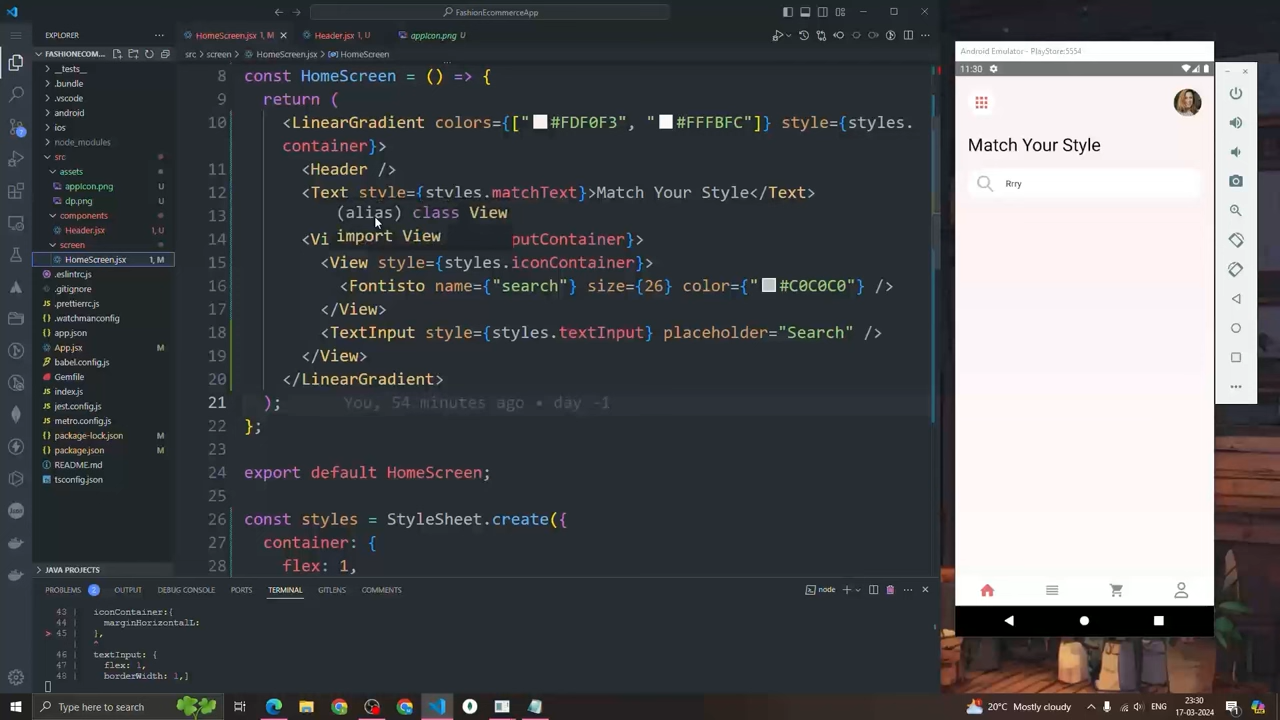 FashionEcommerceApp
EXPLORER
HomeScreen.jsx 1, M
Header.jsx 1, U
appIcon.png U
FASHIONECOMM...
src > screen > HomeScreen.jsx > HomeScreen
__tests__
.bundle
.vscode
android
ios
node_modules
src
assets
appIcon.png U
dp.png U
components
Header.jsx 1, U
screen
HomeScreen.jsx 1, M
.eslintrc.js
.gitignore
.prettierrc.js
.watchmanconfig
app.json
App.jsx M
babel.config.js
Gemfile
index.js
jest.config.js
metro.config.js
package-lock.json M
package.json M
README.md
tsconfig.json
JAVA PROJECTS
8 const HomeScreen = () => {
9 return (
10 <LinearGradient colors={["#FDF0F3", "#FFFBFC"]} style={styles.
container}>
11 <Header />
12 <Text style={styles.matchText}>Match Your Style</Text>
13 (alias) class View
14 <Vi import View putContainer}>
15 <View style={styles.iconContainer}>
16 <Fontisto name={"search"} size={26} color={"#C0C0C0"} />
17 </View>
18 <TextInput style={styles.textInput} placeholder="Search" />
19 </View>
20 </LinearGradient>
21 ); You, 54 minutes ago • day -1
22 };
23
24 export default HomeScreen;
25
26 const styles = StyleSheet.create({
27 container: {
28 flex: 1,
PROBLEMS 2 OUTPUT DEBUG CONSOLE PORTS TERMINAL GITLENS COMMENTS
node
43 | iconContainer:{
44 | marginHorizontalL:
> 45 | },
| ^
46 | textInput: {
47 | flex: 1,
48 | borderWidth: 1,]
Android Emulator - PlayStore:5554
11:30
Match Your Style
Rrry
Type here to search
20°C Mostly cloudy
ENG
23:30
17-03-2024